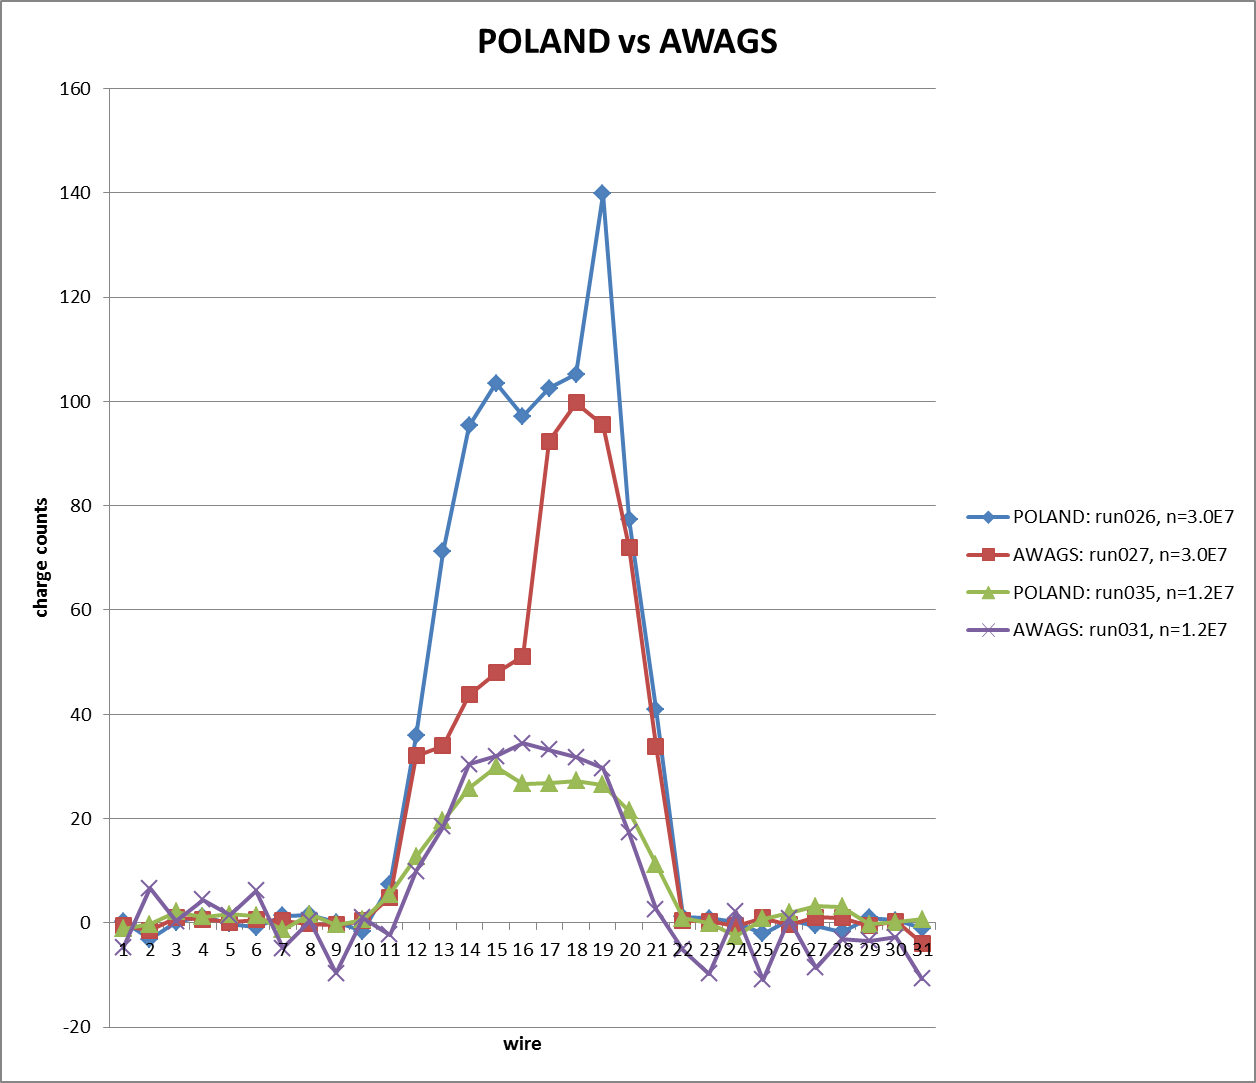 POLAND vs AWAGS
160
140
120
100
80
60
40
20
0
-20
charge counts
1 2 3 4 5 6 7 8 9 10 11 12 13 14 15 16 17 18 19 20 21 22 23 24 25 26 27 28 29 30 31
wire
POLAND: run026, n=3.0E7
AWAGS: run027, n=3.0E7
POLAND: run035, n=1.2E7
AWAGS: run031, n=1.2E7